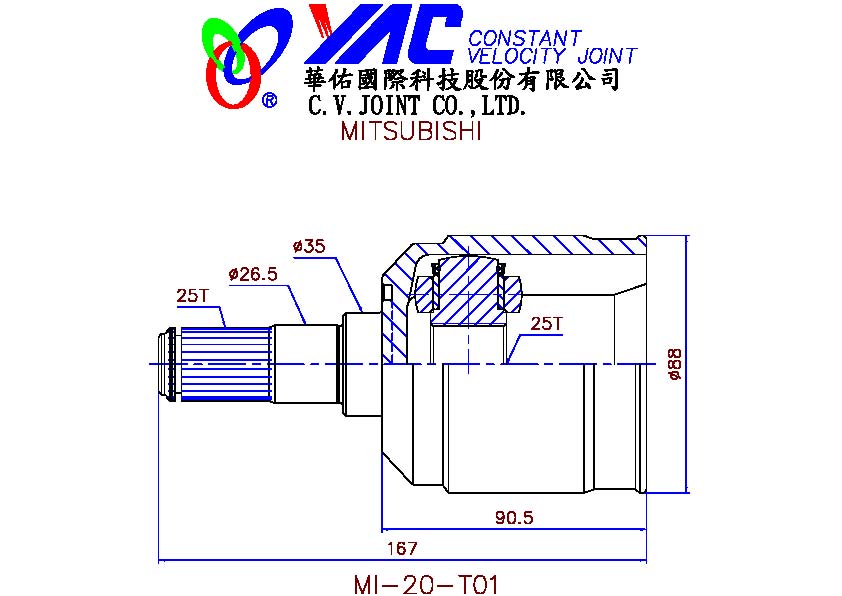 YAC CONSTANT
VELOCITY JOINT
®
華佑國際科技股份有限公司
C.V.JOINT CO.,LTD.
MITSUBISHI
ø35
ø26.5
25T
25T
ø88
90.5
167
MI-20-T01